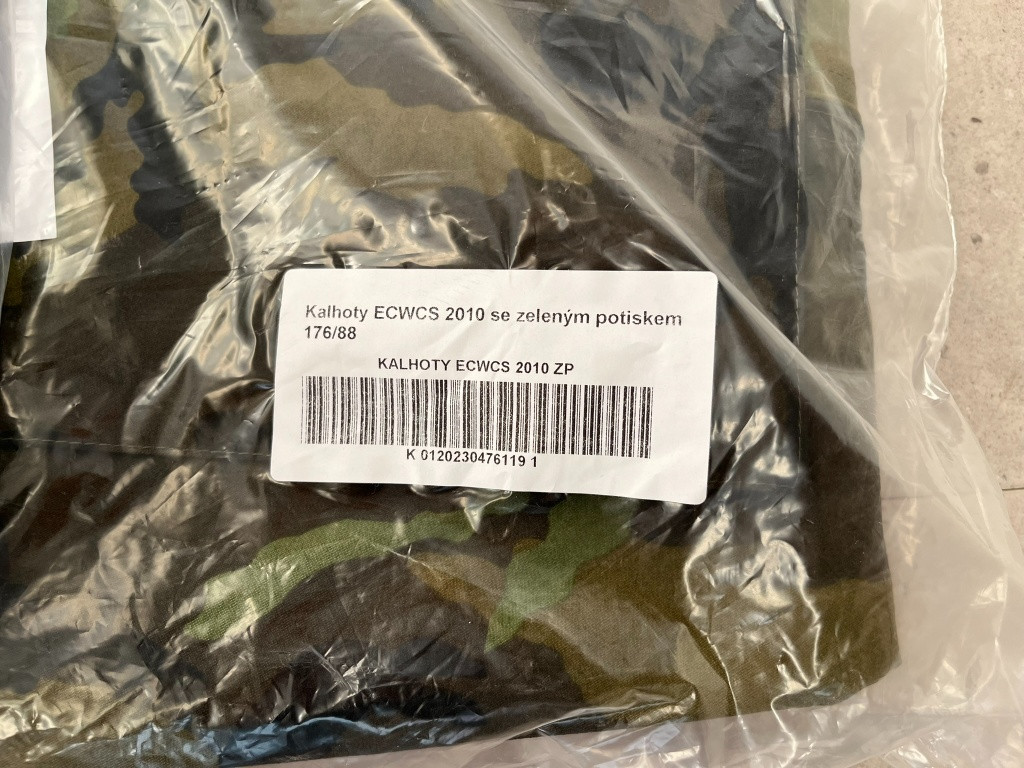 Kalhoty ECWCS 2010 se zeleným potiskem
176/88
KALHOTY ECWCS 2010 ZP
K 0120230476119 1